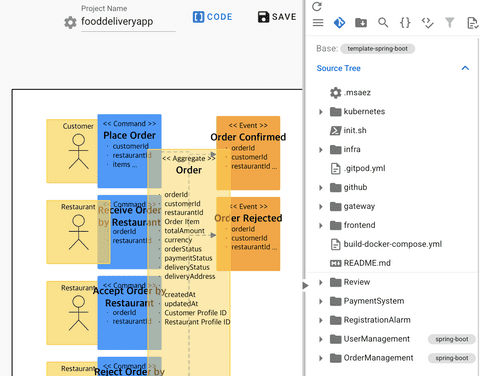 Project Name
fooddeliveryapp
CODE
SAVE
Base: template-spring-boot
Source Tree
.msaez
kubernetes
init.sh
infra
.gitpod.yml
github
gateway
frontend
build-docker-compose.yml
README.md
Review
PaymentSystem
RegistrationAlarm
UserManagement spring-boot
OrderManagement spring-boot
Customer
<< Command >>
Place Order
· customerId
· restaurantId
· items ...
<< Event >>
Order Confirmed
· orderId
· customerId
· restaurantId ...
<< Aggregate >>
Order
· orderId
· customerId
· restaurantId
· Order Item
· totalAmount
· currency
· orderStatus
· paymentStatus
· deliveryStatus
· deliveryAddress
· createdAt
· updatedAt
· Customer Profile ID
· Restaurant Profile ID
Restaurant
<< Command >>
Receive Order
by Restaurant
· orderId
· restaurantId
<< Event >>
Order Rejected
· orderId
· customerId
· restaurantId ...
Restaurant
<< Command >>
Accept Order by
Restaurant
· orderId
· restaurantId
Restaurant
<< Command >>
Reject Order by